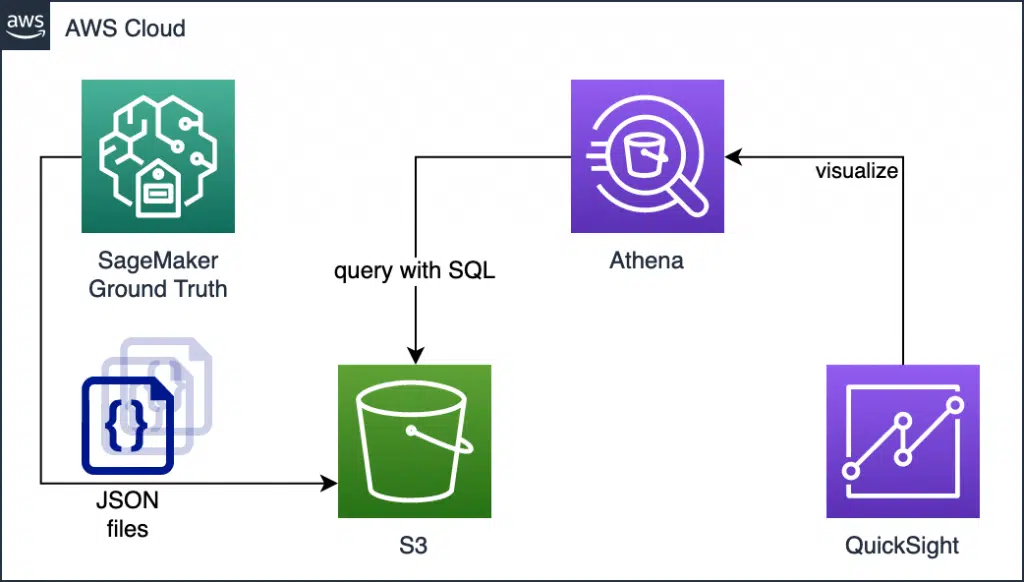 aws
AWS Cloud
SageMaker
Ground Truth
Athena
visualize
query with SQL
JSON
files
S3
QuickSight